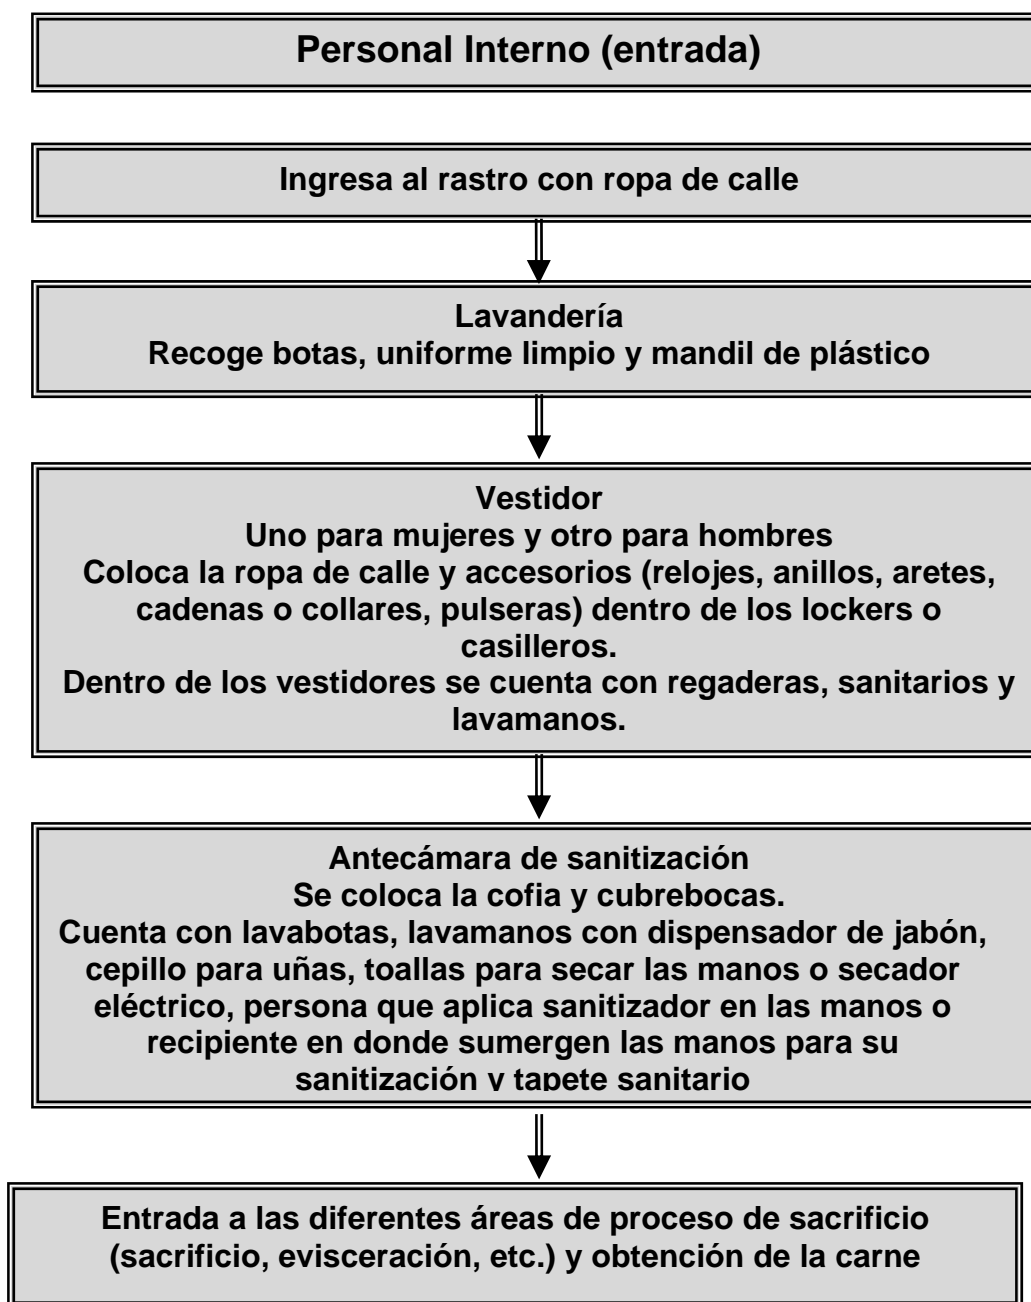 Personal Interno (entrada)
Ingresa al rastro con ropa de calle
Lavandería
Recoge botas, uniforme limpio y mandil de plástico
Vestidor
Uno para mujeres y otro para hombres
Coloca la ropa de calle y accesorios (relojes, anillos, aretes,
cadenas o collares, pulseras) dentro de los lockers o
casilleros.
Dentro de los vestidores se cuenta con regaderas, sanitarios y
lavamanos.
Antecámara de sanitización
Se coloca la cofia y cubrebocas.
Cuenta con lavabotas, lavamanos con dispensador de jabón,
cepillo para uñas, toallas para secar las manos o secador
eléctrico, persona que aplica sanitizador en las manos o
recipiente en donde sumergen las manos para su
sanitización y tapete sanitario
Entrada a las diferentes áreas de proceso de sacrificio
(sacrificio, evisceración, etc.) y obtención de la carne